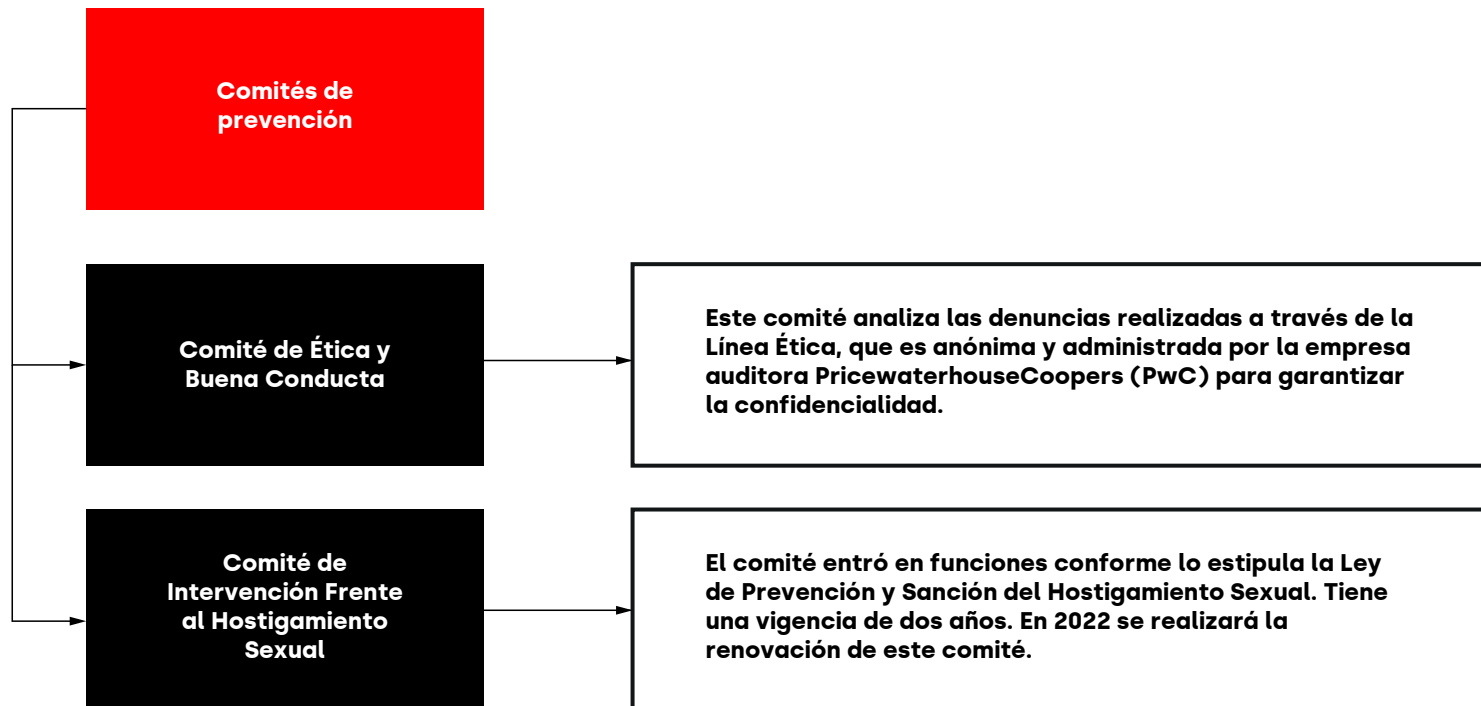 Comités de
prevención
Comité de Ética y
Buena Conducta
Este comité analiza las denuncias realizadas a través de la
Línea Ética, que es anónima y administrada por la empresa
auditora PricewaterhouseCoopers (PwC) para garantizar
la confidencialidad.
Comité de
Intervención Frente
al Hostigamiento
Sexual
El comité entró en funciones conforme lo estipula la Ley
de Prevención y Sanción del Hostigamiento Sexual. Tiene
una vigencia de dos años. En 2022 se realizará la
renovación de este comité.